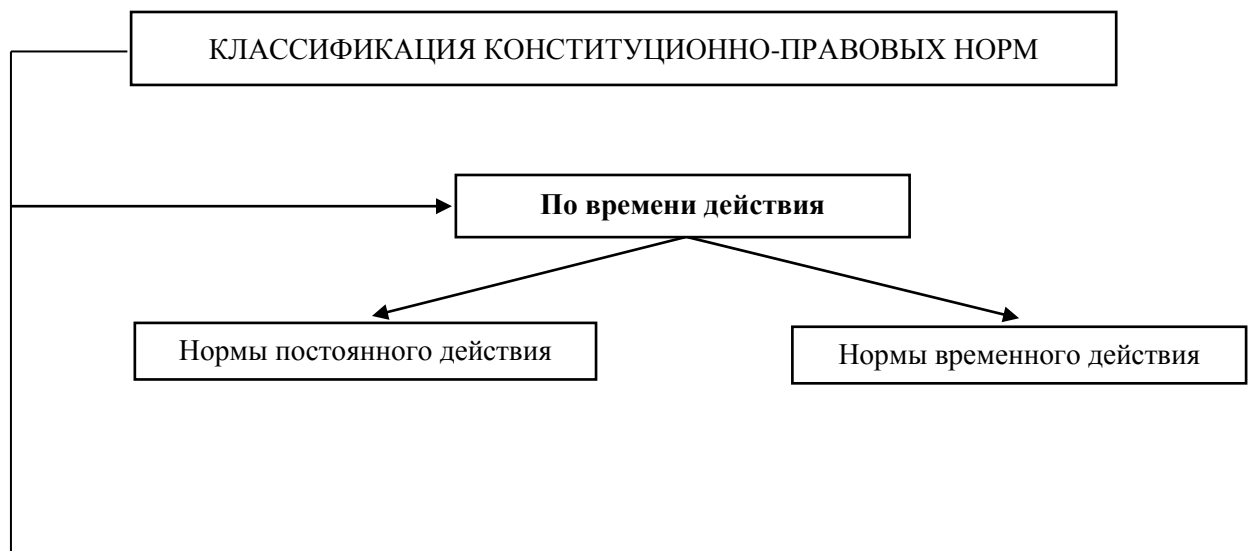 КЛАССИФИКАЦИЯ КОНСТИТУЦИОННО-ПРАВОВЫХ НОРМ
По времени действия
Нормы постоянного действия
Нормы временного действия